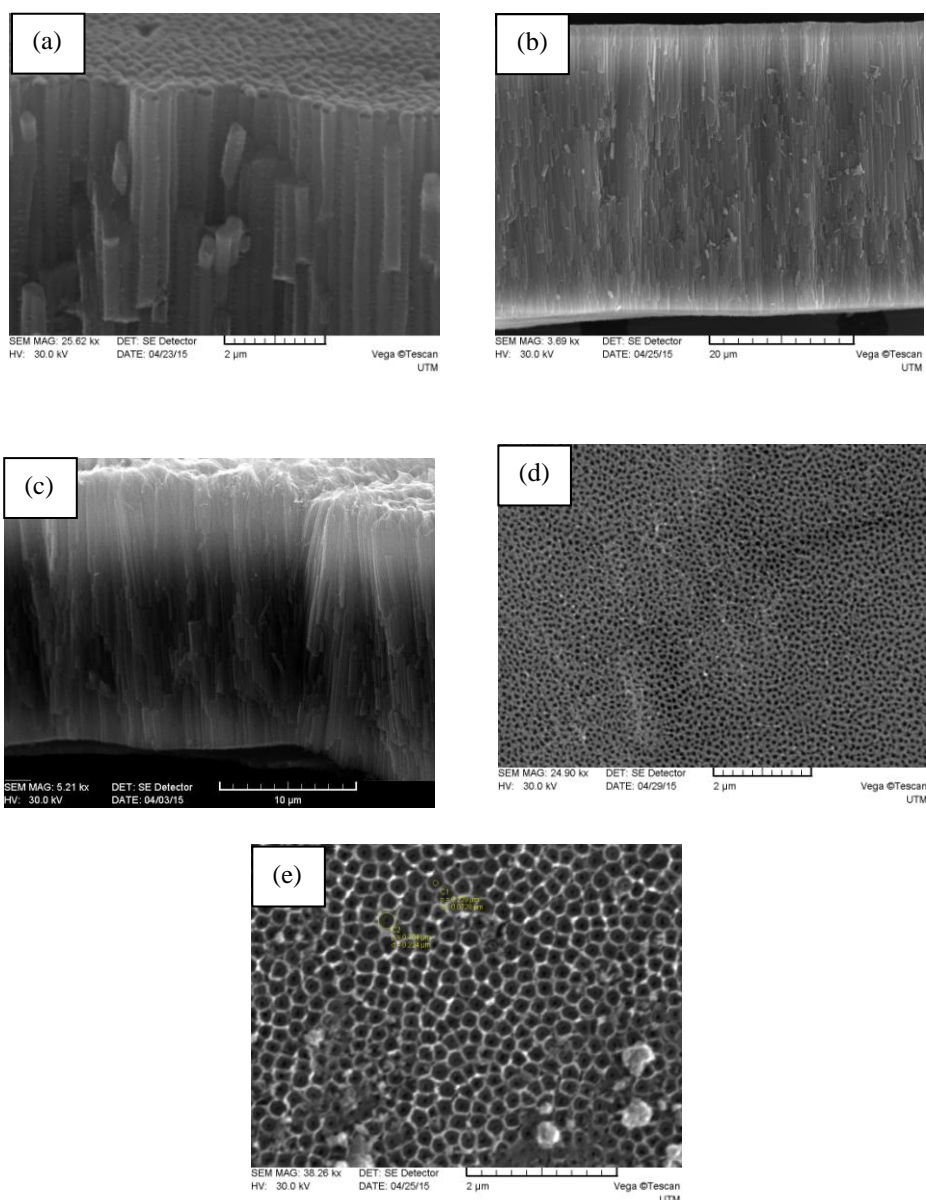 (a)
SEM MAG: 25.62 kx DET: SE Detector
HV: 30.0 kV DATE: 04/23/15 2 µm Vega ©Tescan
UTM
(b)
SEM MAG: 3.69 kx DET: SE Detector
HV: 30.0 kV DATE: 04/25/15 20 µm Vega ©Tescan
UTM
(c)
SEM MAG: 5.21 kx DET: SE Detector
HV: 30.0 kV DATE: 04/03/15 10 µm
(d)
SEM MAG: 24.90 kx DET: SE Detector
HV: 30.0 kV DATE: 04/29/15 2 µm Vega ©Tescan
UTM
(e)
C1
C2
SEM MAG: 38.26 kx DET: SE Detector
HV: 30.0 kV DATE: 04/25/15 2 µm Vega ©Tescan
UTM